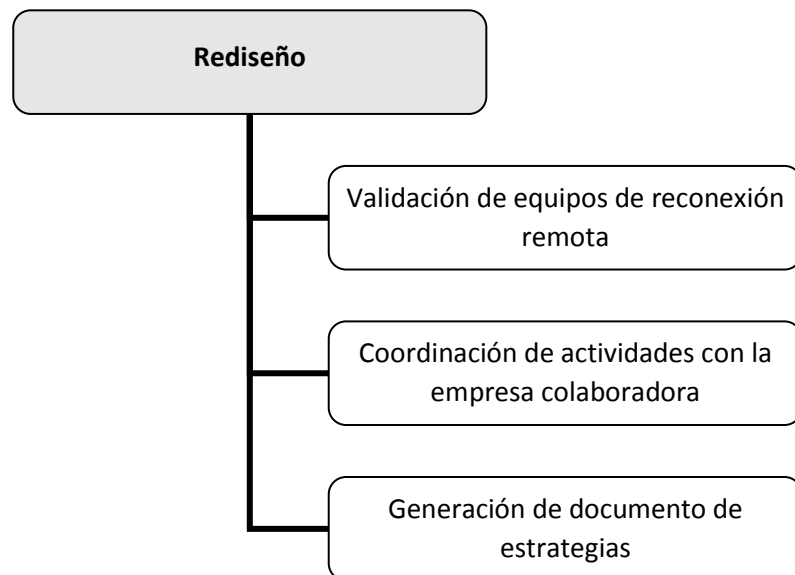 Rediseño
Validación de equipos de reconexión
remota
Coordinación de actividades con la
empresa colaboradora
Generación de documento de
estrategias